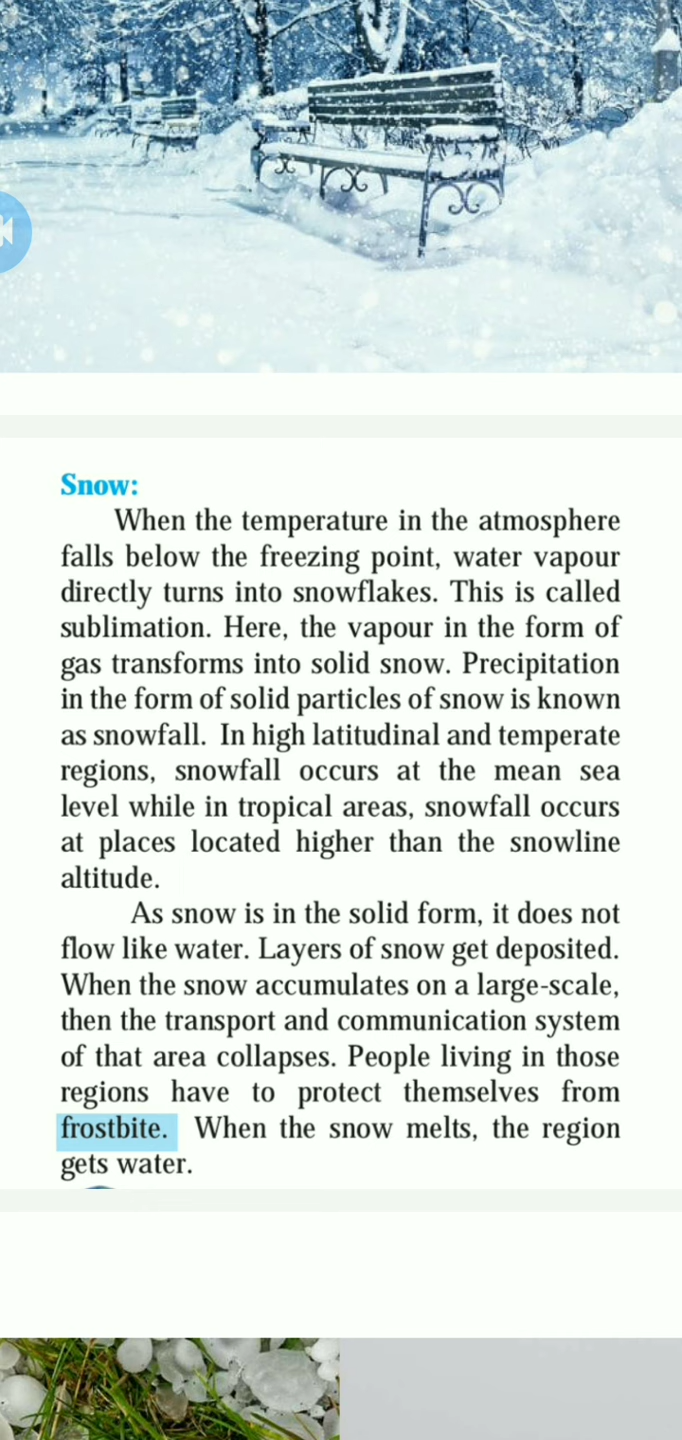 Snow:
When the temperature in the atmosphere
falls below the freezing point, water vapour
directly turns into snowflakes. This is called
sublimation. Here, the vapour in the form of
gas transforms into solid snow. Precipitation
in the form of solid particles of snow is known
as snowfall. In high latitudinal and temperate
regions, snowfall occurs at the mean sea
level while in tropical areas, snowfall occurs
at places located higher than the snowline
altitude.
As snow is in the solid form, it does not
flow like water. Layers of snow get deposited.
When the snow accumulates on a large-scale,
then the transport and communication system
of that area collapses. People living in those
regions have to protect themselves from
frostbite. When the snow melts, the region
gets water.